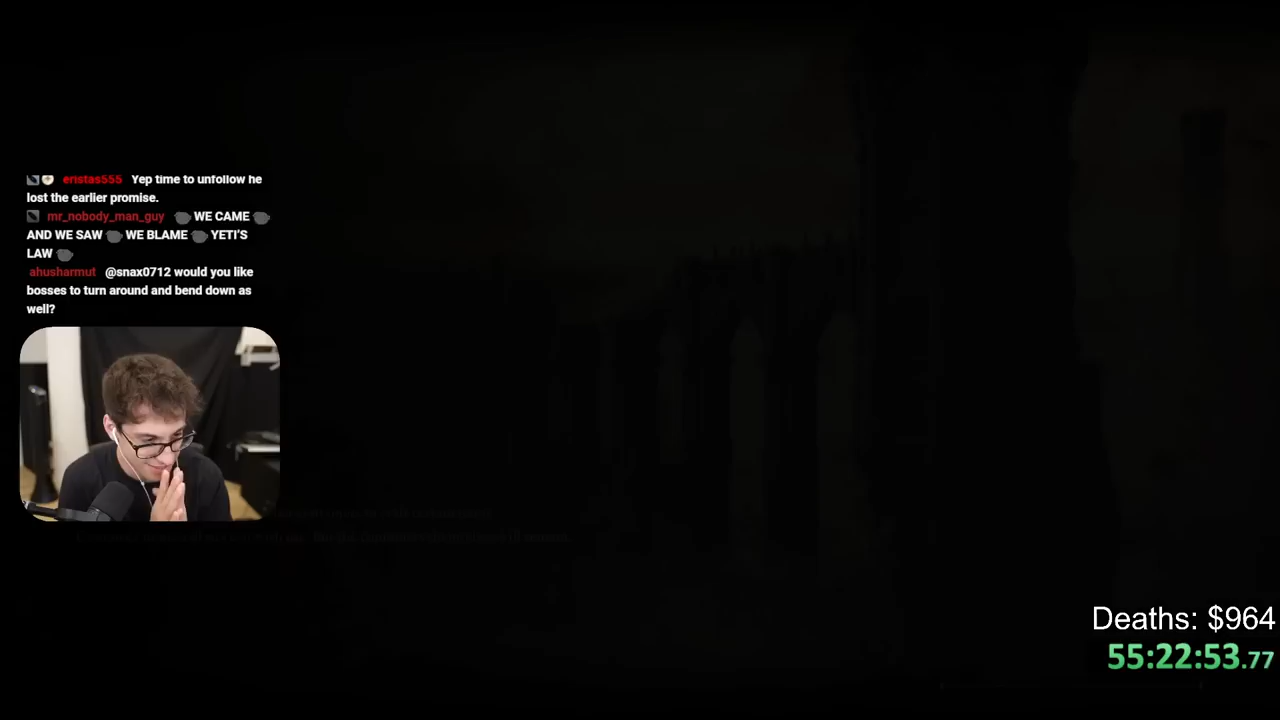 eristas555 Yep time to unfollow he
lost the earlier promise.
mr_nobody_man_guy WE CAME
AND WE SAW WE BLAME YETI'S
LAW
ahusharmut @snax0712 would you like
bosses to turn around and bend down as
well?
Deaths: $964
55:22:53.77